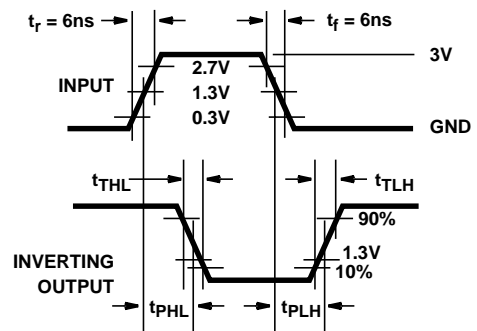 tr = 6ns
tf = 6ns
3V
INPUT
2.7V
1.3V
0.3V
GND
tTHL
tTLH
90%
1.3V
10%
INVERTING
OUTPUT
tPHL
tPLH